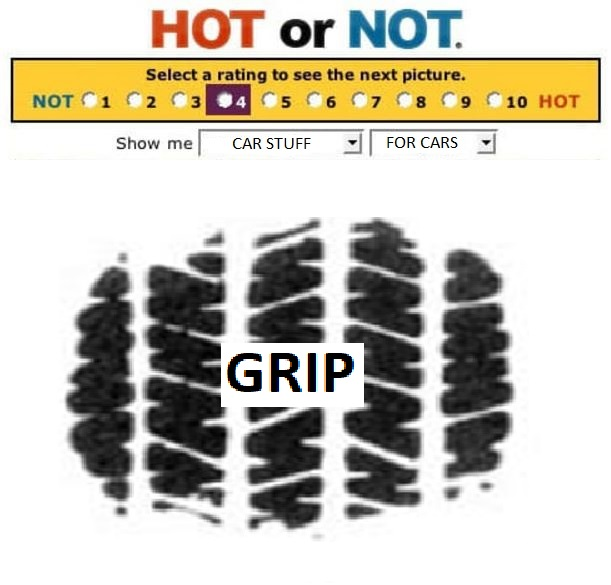 HOT or NOT.
Select a rating to see the next picture.
NOT 1 2 3 4 5 6 7 8 9 10 HOT
Show me CAR STUFF FOR CARS
GRIP